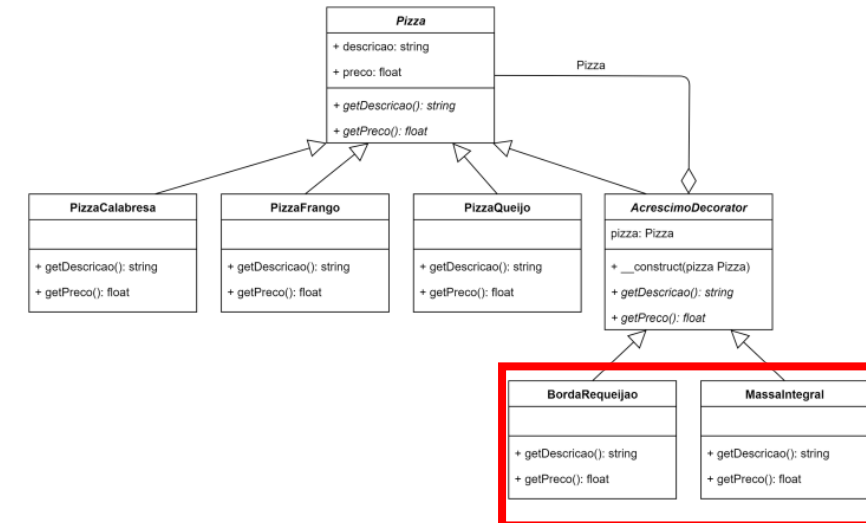 Pizza
+ descricao: string
+ preco: float
+ getDescricao(): string
+ getPreco(): float
Pizza
PizzaCalabresa
+ getDescricao(): string
+ getPreco(): float
PizzaFrango
+ getDescricao(): string
+ getPreco(): float
PizzaQueijo
+ getDescricao(): string
+ getPreco(): float
AcrescimoDecorator
pizza: Pizza
+ __construct(pizza Pizza)
+ getDescricao(): string
+ getPreco(): float
BordaRequeijao
+ getDescricao(): string
+ getPreco(): float
MassaIntegral
+ getDescricao(): string
+ getPreco(): float